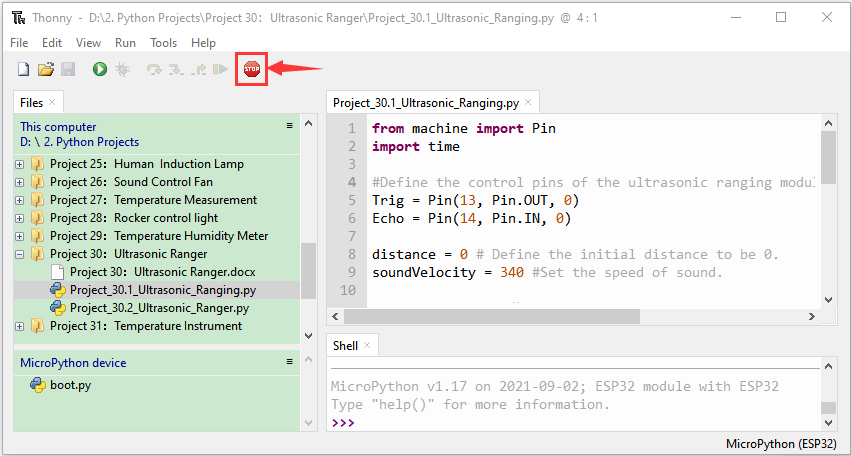 Thonny - D:\2. Python Projects\Project 30：Ultrasonic Ranger\Project_30.1_Ultrasonic_Ranging.py @ 4 : 1
File Edit View Run Tools Help
STOP
Files
This computer
D: \ 2. Python Projects
Project 25：Human Induction Lamp
Project 26：Sound Control Fan
Project 27：Temperature Measurement
Project 28：Rocker control light
Project 29：Temperature Humidity Meter
Project 30：Ultrasonic Ranger
Project 30：Ultrasonic Ranger.docx
Project_30.1_Ultrasonic_Ranging.py
Project_30.2_Ultrasonic_Ranger.py
Project 31：Temperature Instrument
MicroPython device
boot.py
Project_30.1_Ultrasonic_Ranging.py
1 from machine import Pin
2 import time
3
4 #Define the control pins of the ultrasonic ranging modul
5 Trig = Pin(13, Pin.OUT, 0)
6 Echo = Pin(14, Pin.IN, 0)
7
8 distance = 0 # Define the initial distance to be 0.
9 soundVelocity = 340 #Set the speed of sound.
10
Shell
MicroPython v1.17 on 2021-09-02; ESP32 module with ESP32
Type "help()" for more information.
>>>
MicroPython (ESP32)